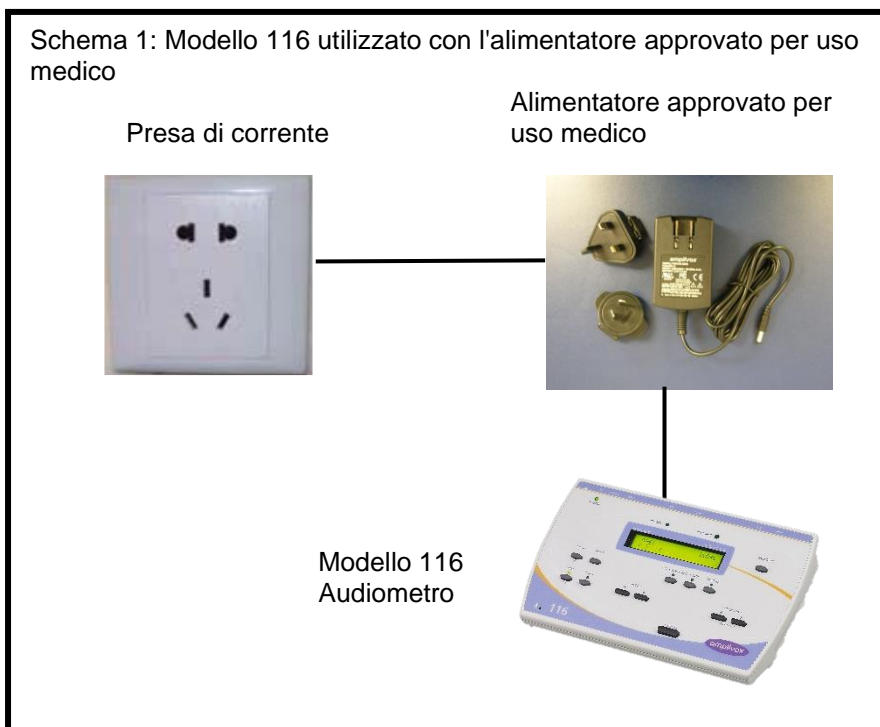 Schema 1: Modello 116 utilizzato con l'alimentatore approvato per uso
medico
Presa di corrente
Alimentatore approvato per
uso medico
amplivox
Modello 116
Audiometro
116
amplivox